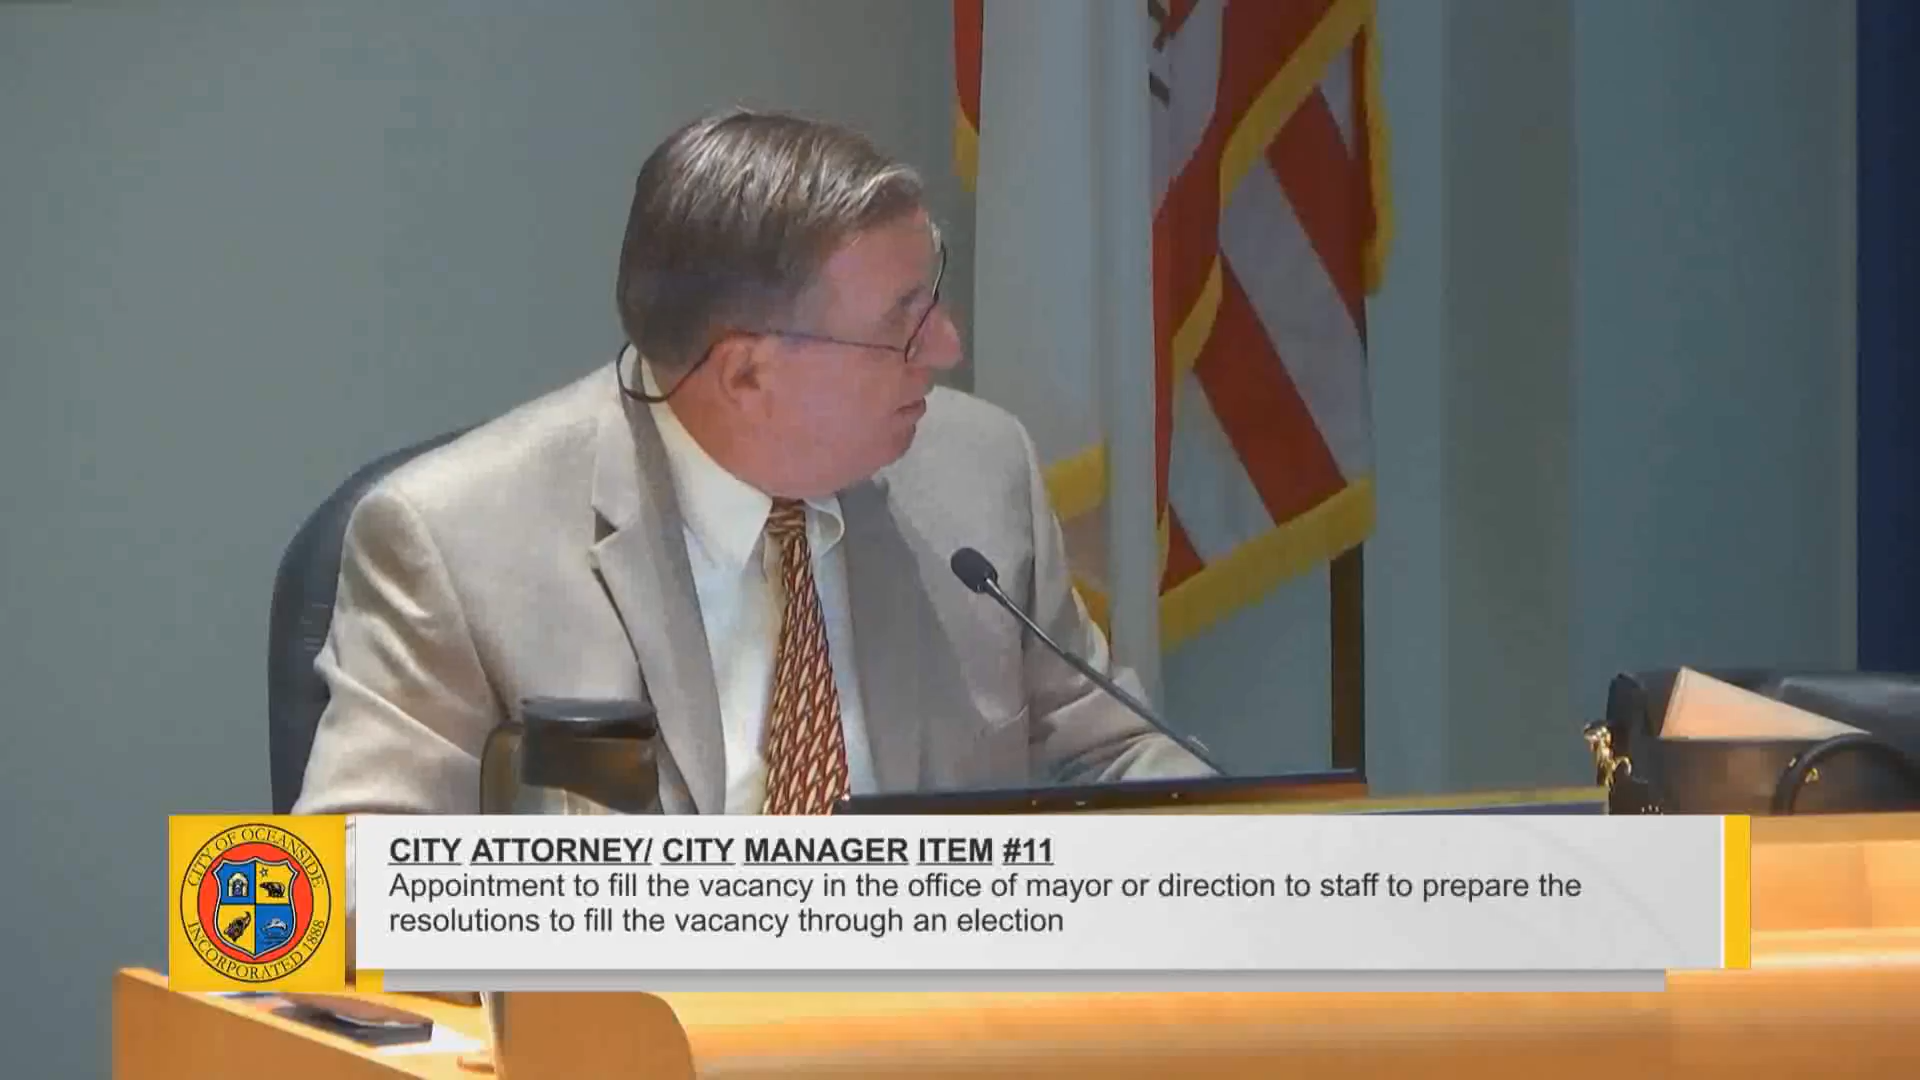 CITY ATTORNEY/ CITY MANAGER ITEM #11
Appointment to fill the vacancy in the office of mayor or direction to staff to prepare the
resolutions to fill the vacancy through an election
CITY OF OCEANSIDE
INCORPORATED 1888